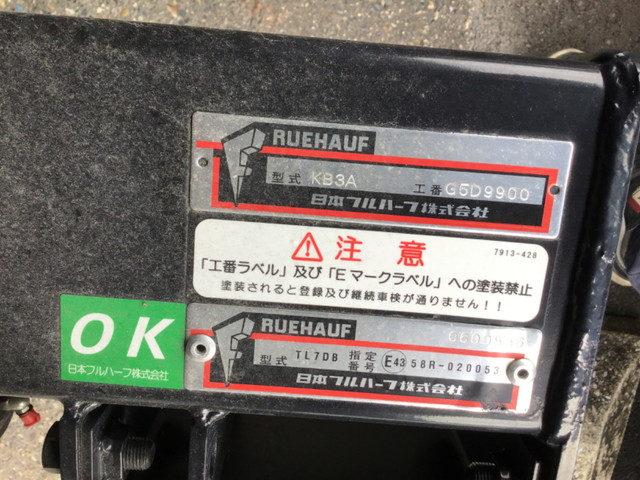 RUEHAUF
型式 KB3A 工番 G5D9900
日本フルハーフ株式会社
注意
7913-428
「工番ラベル」及び「Eマークラベル」への塗装禁止
塗装されると登録及び継続車検が通りません!!
OK
日本フルハーフ株式会社
RUEHAUF
型式 TL7DB 指定番号 E43 58R-020053
日本フルハーフ株式会社